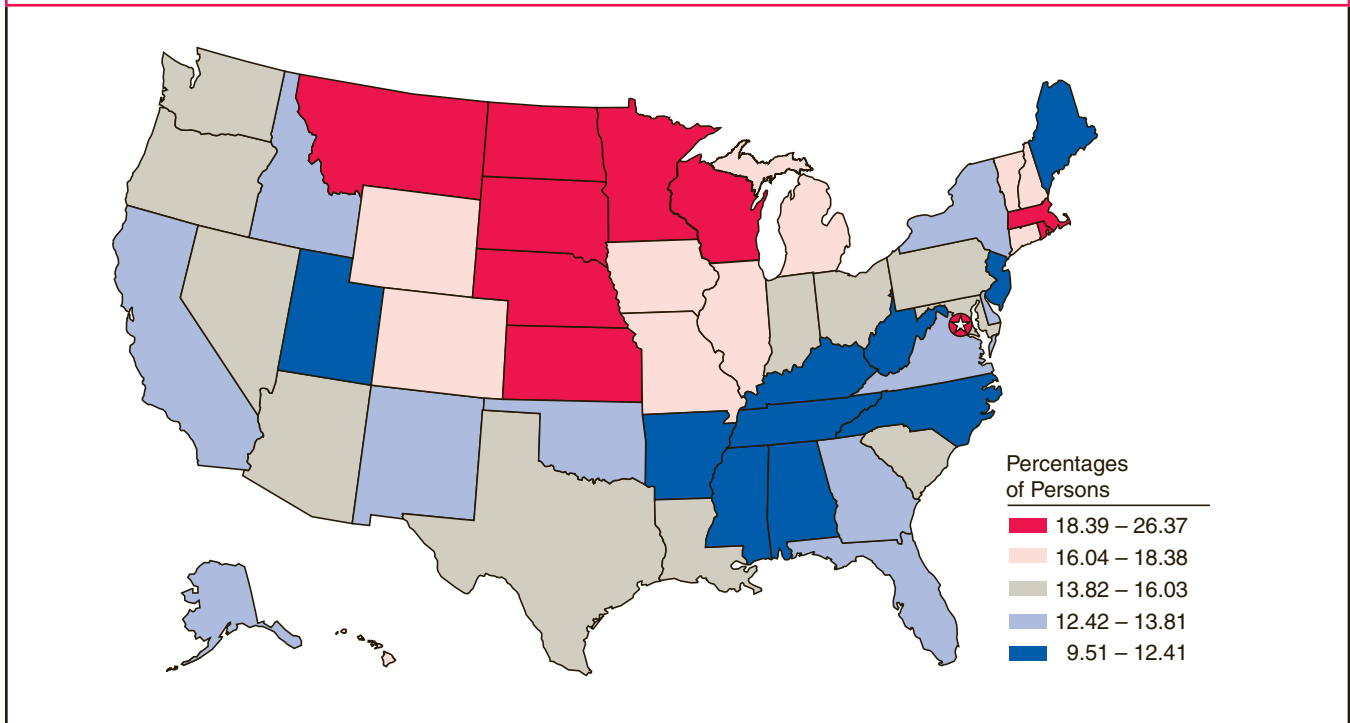 Percentages
of Persons
18.39 – 26.37
16.04 – 18.38
13.82 – 16.03
12.42 – 13.81
9.51 – 12.41